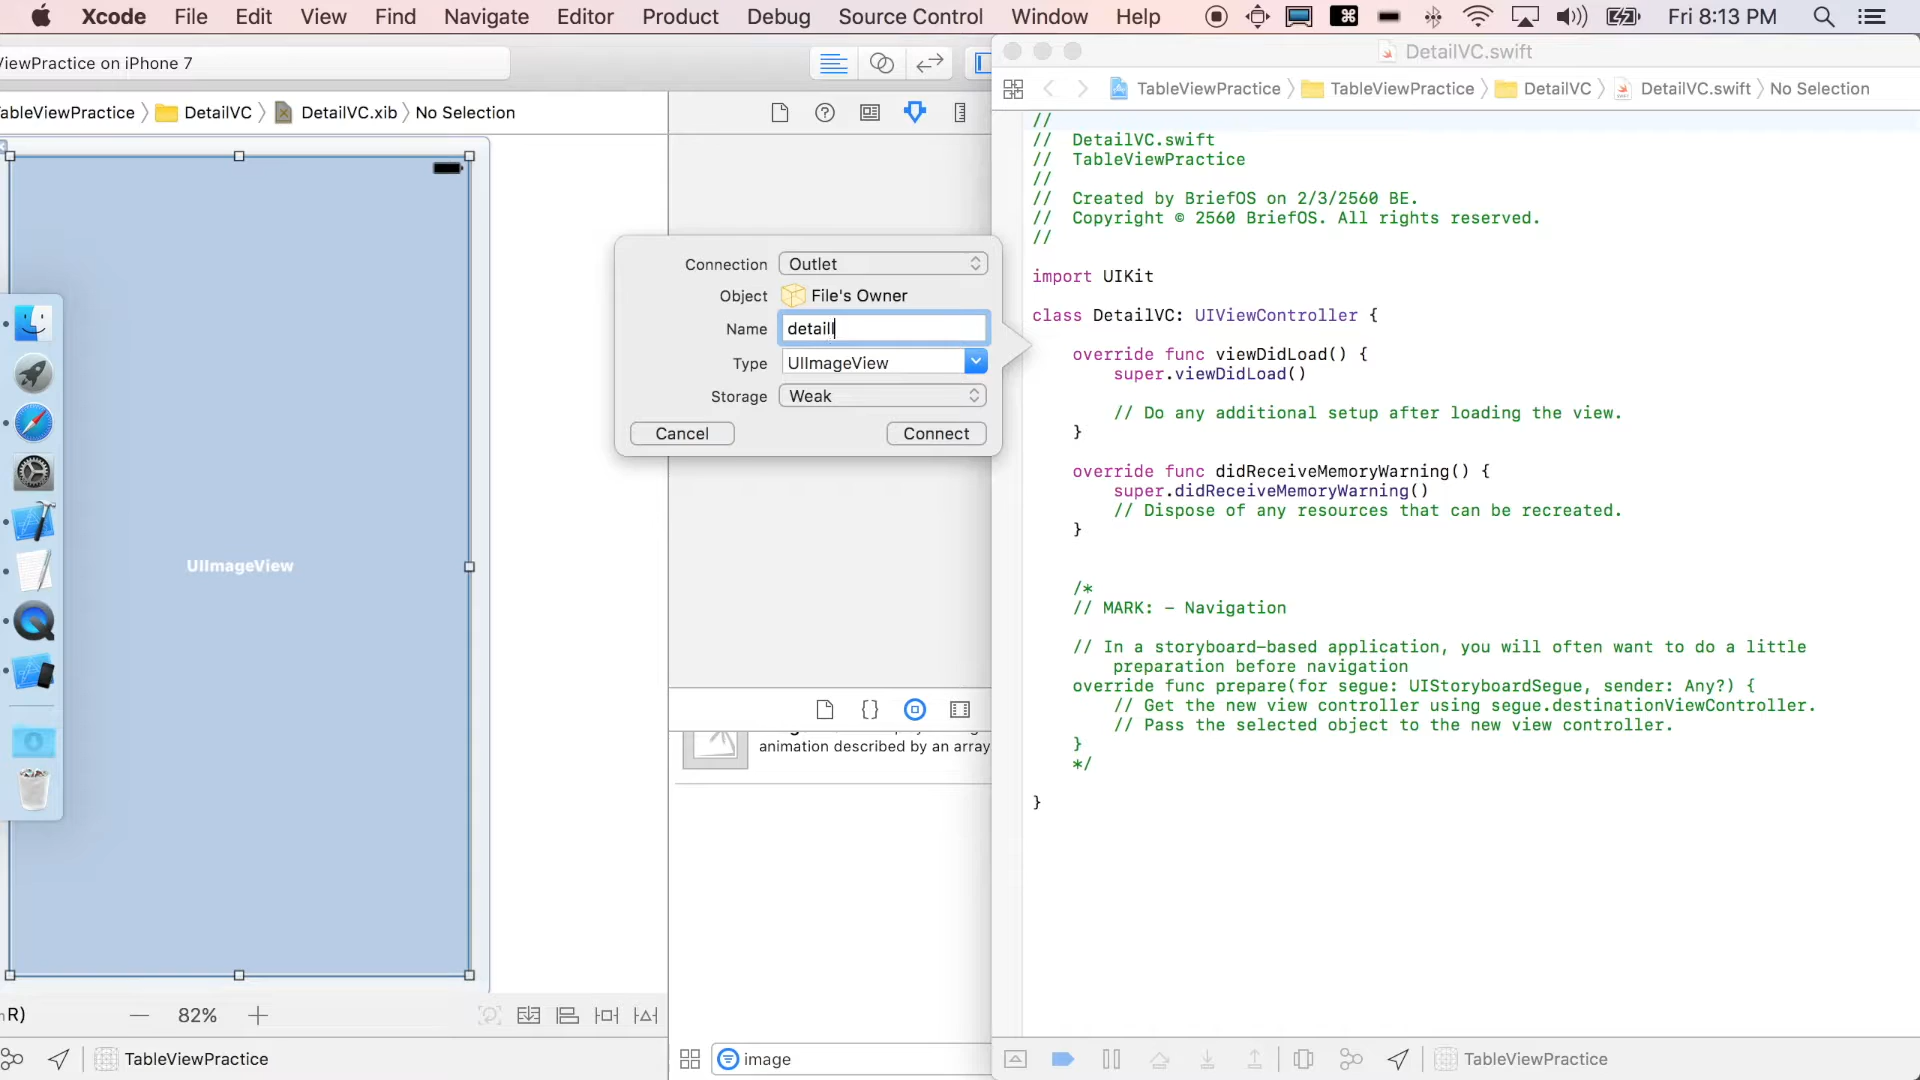 Xcode File Edit View Find Navigate Editor Product Debug Source Control Window Help Fri 8:13 PM
ViewPractice on iPhone 7
ableViewPractice DetailVC DetailVC.xib No Selection
UIImageView
R)
82%
TableViewPractice
Connection Outlet
Object File's Owner
Name detailI
Type UIImageView
Storage Weak
Cancel Connect
animation described by an array
image
DetailVC.swift
TableViewPractice TableViewPractice DetailVC DetailVC.swift No Selection
//
// DetailVC.swift
// TableViewPractice
//
// Created by BriefOS on 2/3/2560 BE.
// Copyright © 2560 BriefOS. All rights reserved.
//
import UIKit
class DetailVC: UIViewController {
override func viewDidLoad() {
super.viewDidLoad()
// Do any additional setup after loading the view.
}
override func didReceiveMemoryWarning() {
super.didReceiveMemoryWarning()
// Dispose of any resources that can be recreated.
}
/*
// MARK: - Navigation
// In a storyboard-based application, you will often want to do a little
preparation before navigation
override func prepare(for segue: UIStoryboardSegue, sender: Any?) {
// Get the new view controller using segue.destinationViewController.
// Pass the selected object to the new view controller.
}
*/
}
TableViewPractice